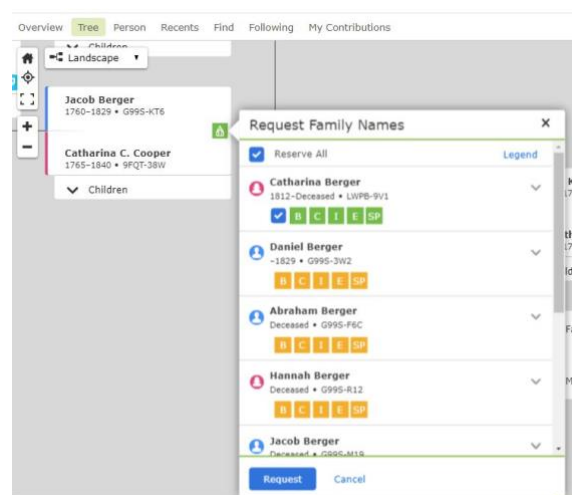 Overview Tree Person Recents Find Following My Contributions
Children
Landscape
Jacob Berger
1760–1829 • G99S-KT6
Catharina C. Cooper
1765–1840 • 9FQT-38W
Children
Request Family Names
Reserve All Legend
Catharina Berger
1812–Deceased • LWPB-9V1
B C I E SP
Daniel Berger
-1829 • G99S-3W2
B C I E SP
Abraham Berger
Deceased • G99S-F6C
B C I E SP
Hannah Berger
Deceased • G99S-R12
B C I E SP
Jacob Berger
Deceased • G99S-M19
Request Cancel